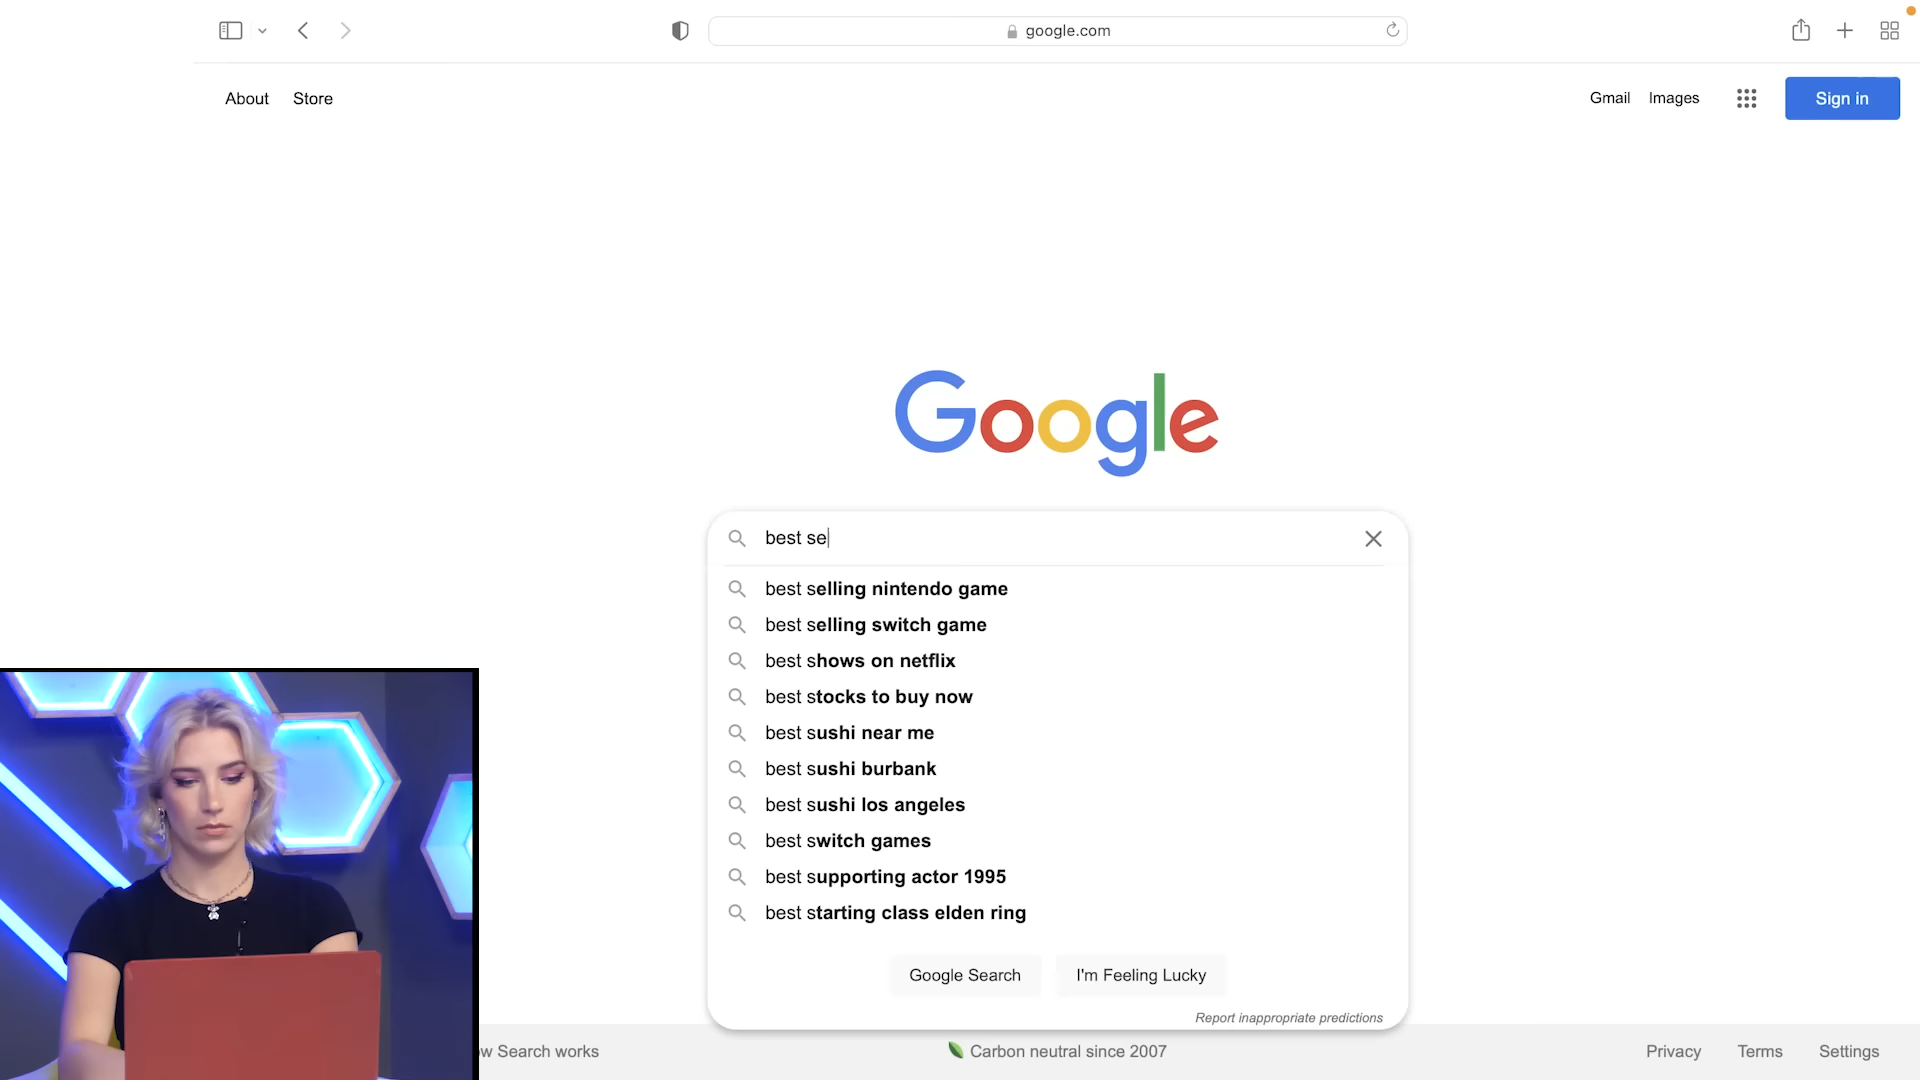 google.com
About Store Gmail Images Sign in
Google
best se
best selling nintendo game
best selling switch game
best shows on netflix
best stocks to buy now
best sushi near me
best sushi burbank
best sushi los angeles
best switch games
best supporting actor 1995
best starting class elden ring
Google Search I'm Feeling Lucky
Report inappropriate predictions
Search works Carbon neutral since 2007 Privacy Terms Settings